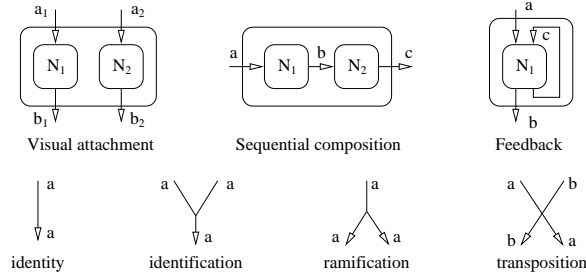 a1 a2
N1 N2
b1 b2
Visual attachment
a N1 b N2 c
Sequential composition
a
c
N1
b
Feedback
a
a
identity
a a
a
identification
a
a a
ramification
a b
b a
transposition